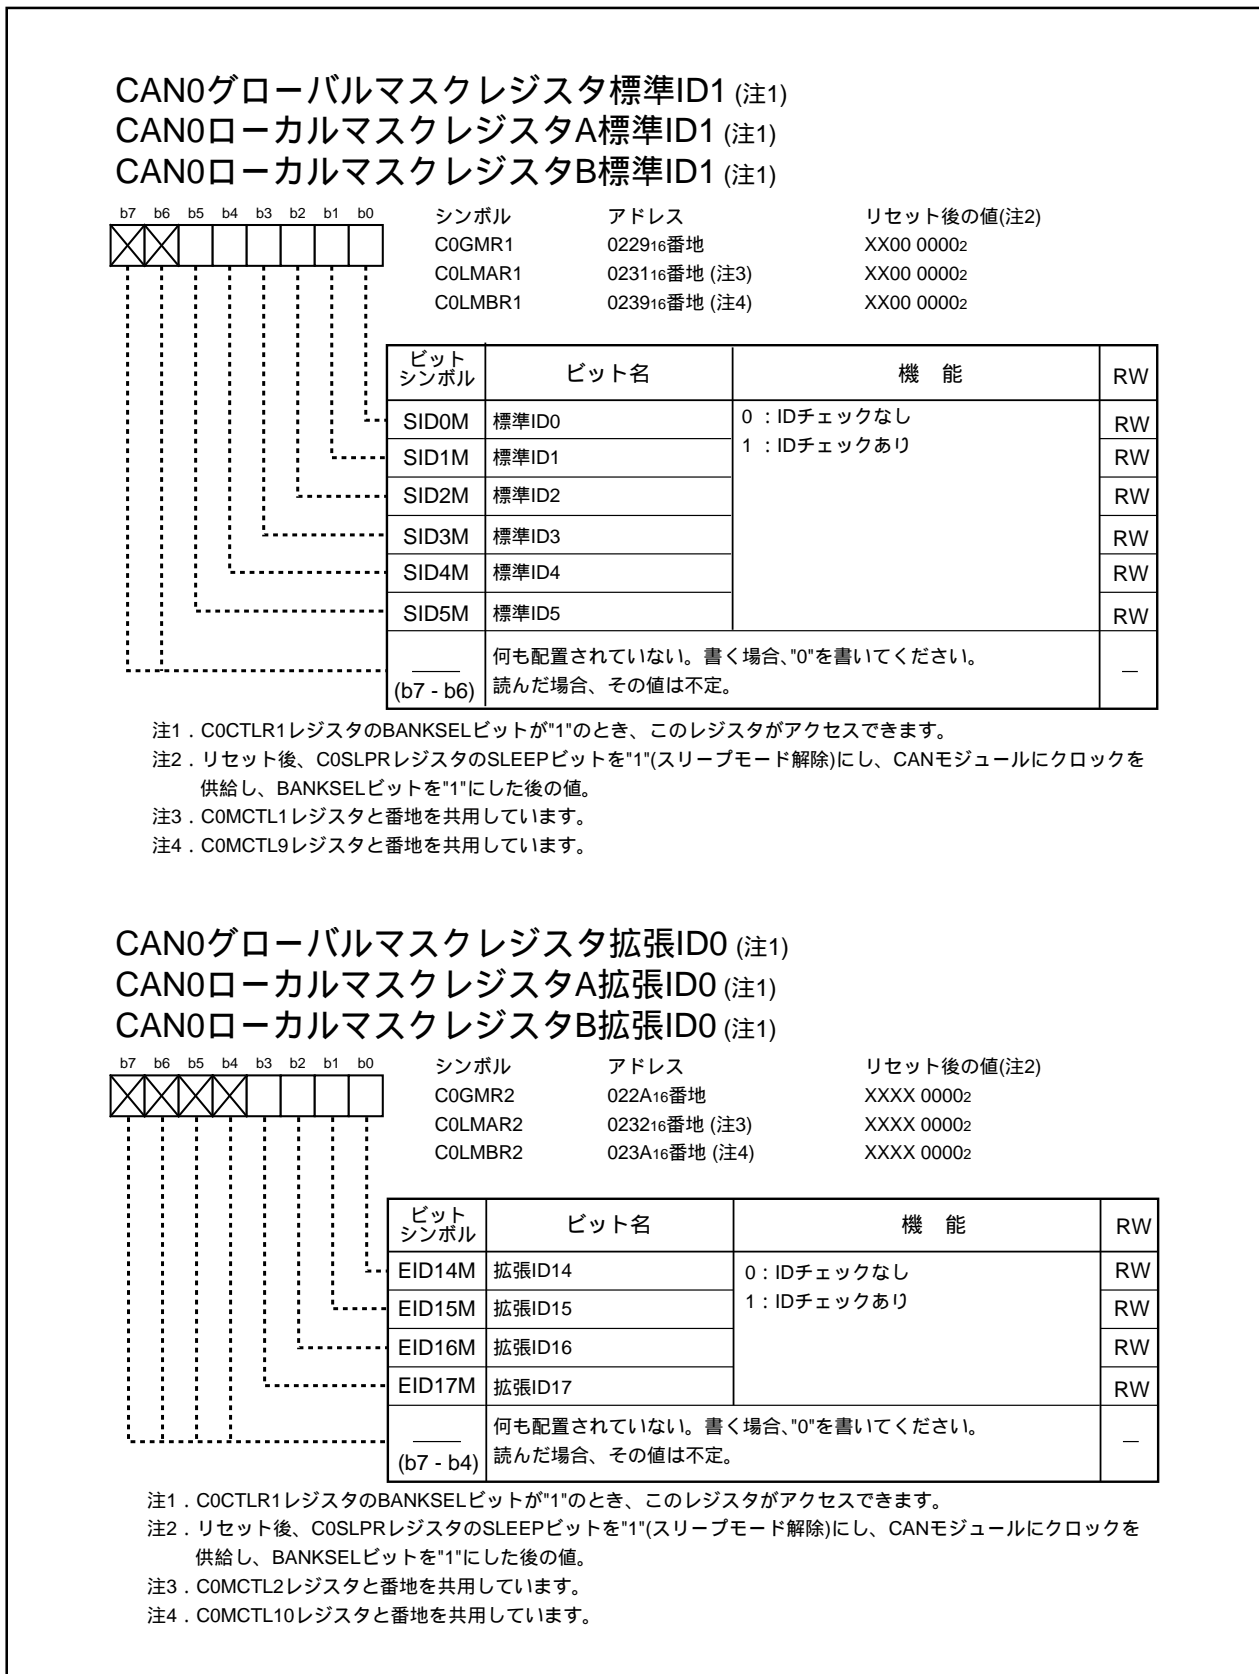 CAN0グローバルマスクレジスタ標準ID1 (注1)
CAN0ローカルマスクレジスタA標準ID1 (注1)
CAN0ローカルマスクレジスタB標準ID1 (注1)
b7 b6 b5 b4 b3 b2 b1 b0
シンボル アドレス リセット後の値(注2)
C0GMR1 022916番地 XX00 00002
C0LMAR1 023116番地 (注3) XX00 00002
C0LMBR1 023916番地 (注4) XX00 00002
ビット
シンボル ビット名 機 能 RW
SID0M 標準ID0 0 : IDチェックなし RW
1 : IDチェックあり
SID1M 標準ID1 RW
SID2M 標準ID2 RW
SID3M 標準ID3 RW
SID4M 標準ID4 RW
SID5M 標準ID5 RW
何も配置されていない。書く場合、"0"を書いてください。 —
(b7 - b6) 読んだ場合、その値は不定。
注1．C0CTLR1レジスタのBANKSELビットが"1"のとき、このレジスタがアクセスできます。
注2．リセット後、C0SLPRレジスタのSLEEPビットを"1"(スリープモード解除)にし、CANモジュールにクロックを
供給し、BANKSELビットを"1"にした後の値。
注3．C0MCTL1レジスタと番地を共用しています。
注4．C0MCTL9レジスタと番地を共用しています。
CAN0グローバルマスクレジスタ拡張ID0 (注1)
CAN0ローカルマスクレジスタA拡張ID0 (注1)
CAN0ローカルマスクレジスタB拡張ID0 (注1)
b7 b6 b5 b4 b3 b2 b1 b0
シンボル アドレス リセット後の値(注2)
C0GMR2 022A16番地 XXXX 00002
C0LMAR2 023216番地 (注3) XXXX 00002
C0LMBR2 023A16番地 (注4) XXXX 00002
ビット
シンボル ビット名 機 能 RW
EID14M 拡張ID14 0 : IDチェックなし RW
EID15M 拡張ID15 1 : IDチェックあり RW
EID16M 拡張ID16 RW
EID17M 拡張ID17 RW
何も配置されていない。書く場合、"0"を書いてください。 —
(b7 - b4) 読んだ場合、その値は不定。
注1．C0CTLR1レジスタのBANKSELビットが"1"のとき、このレジスタがアクセスできます。
注2．リセット後、C0SLPRレジスタのSLEEPビットを"1"(スリープモード解除)にし、CANモジュールにクロックを
供給し、BANKSELビットを"1"にした後の値。
注3．C0MCTL2レジスタと番地を共用しています。
注4．C0MCTL10レジスタと番地を共用しています。